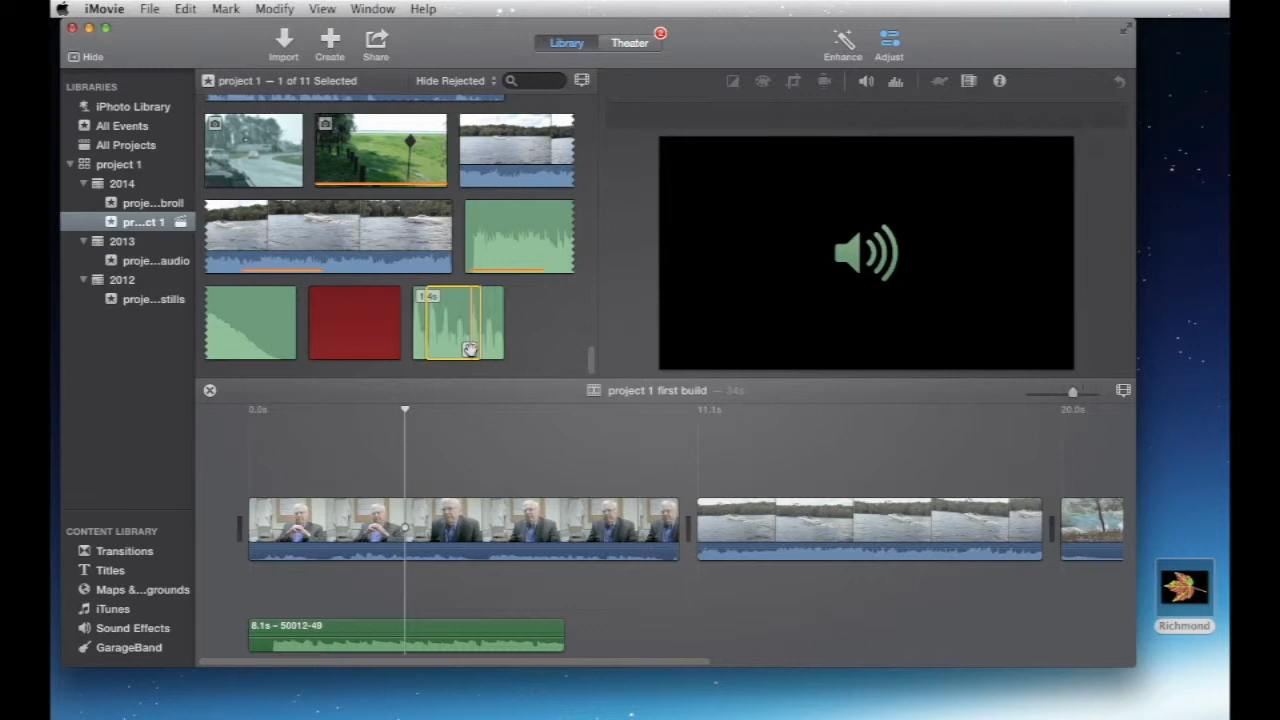 iMovie File Edit Mark Modify View Window Help
Hide Import Create Share Library Theater 2 Enhance Adjust
LIBRARIES
iPhoto Library
All Events
All Projects
project 1
2014
proje...broll
pr...ct 1
2013
proje...audio
2012
proje...stills
CONTENT LIBRARY
Transitions
Titles
Maps &...grounds
iTunes
Sound Effects
GarageBand
project 1 — 1 of 11 Selected Hide Rejected
project 1 first build — 34s
0.0s 11.1s 20.0s
8.1s – 50012-49
Richmond